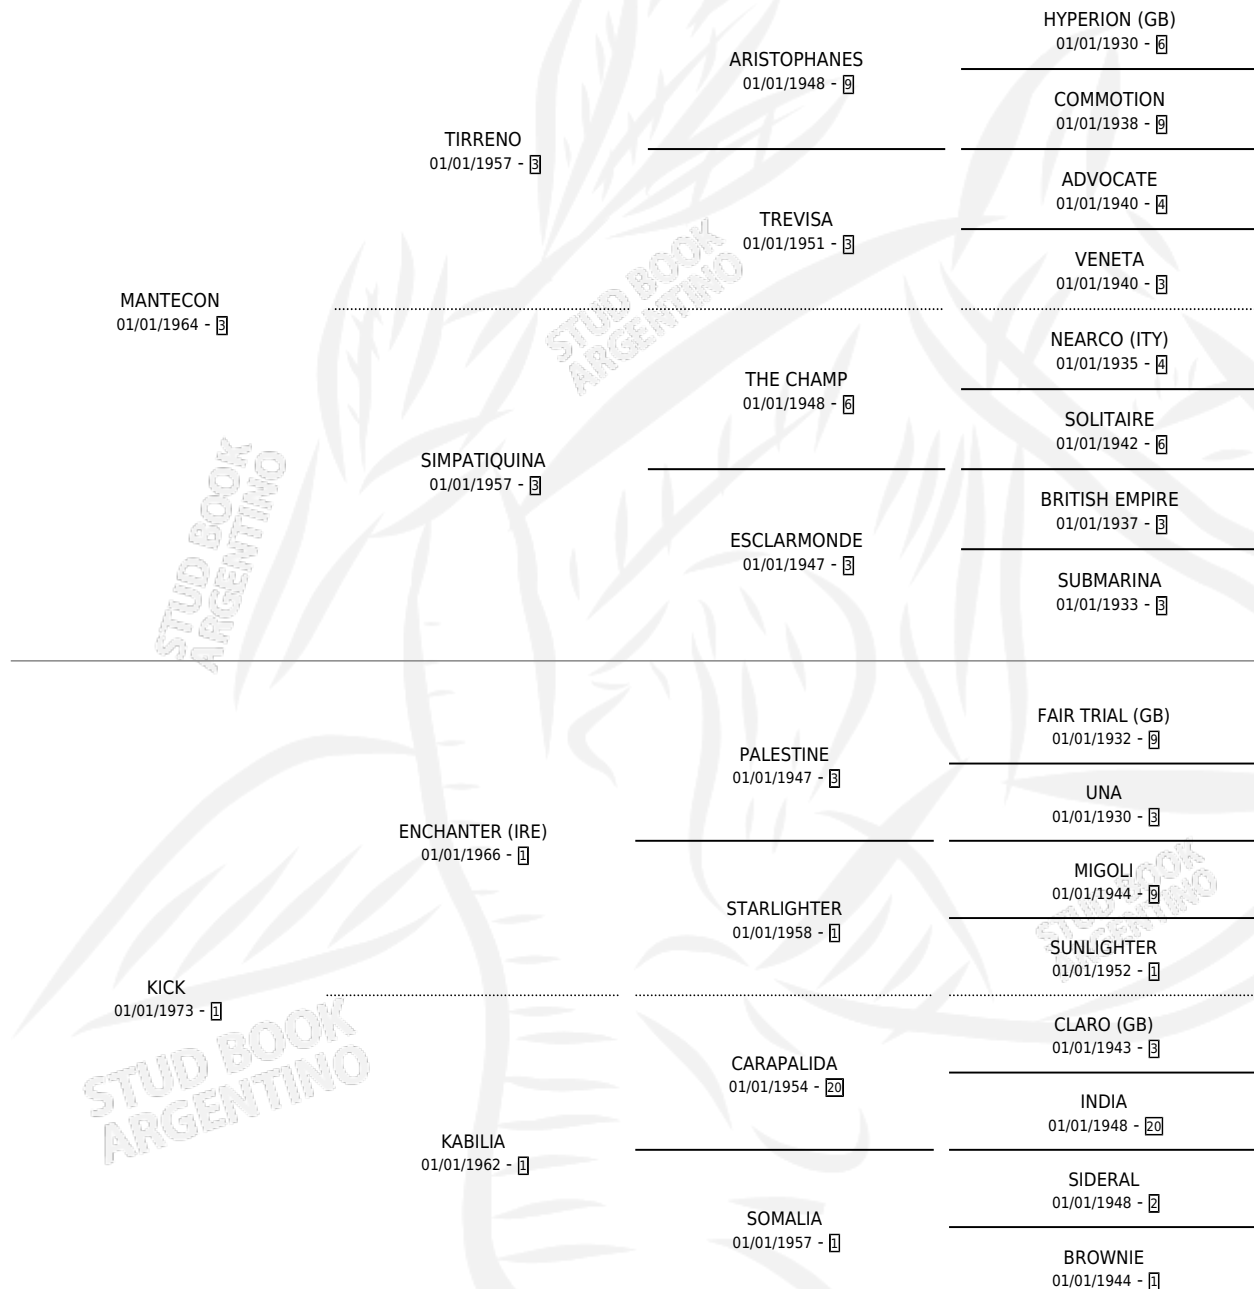 HYPERION (GB)
01/01/1930 - 6
ARISTOPHANES
01/01/1948 - 9
COMMOTION
01/01/1938 - 9
TIRRENO
01/01/1957 - 3
ADVOCATE
01/01/1940 - 4
TREVISA
01/01/1951 - 3
VENETA
01/01/1940 - 3
MANTECON
01/01/1964 - 3
NEARCO (ITY)
01/01/1935 - 4
THE CHAMP
01/01/1948 - 6
SOLITAIRE
01/01/1942 - 6
SIMPATIQUINA
01/01/1957 - 3
BRITISH EMPIRE
01/01/1937 - 3
ESCLARMONDE
01/01/1947 - 3
SUBMARINA
01/01/1933 - 3
FAIR TRIAL (GB)
01/01/1932 - 9
PALESTINE
01/01/1947 - 3
UNA
01/01/1930 - 3
ENCHANTER (IRE)
01/01/1966 - 1
MIGOLI
01/01/1944 - 9
STARLIGHTER
01/01/1958 - 1
SUNLIGHTER
01/01/1952 - 1
KICK
01/01/1973 - 1
CLARO (GB)
01/01/1943 - 3
CARAPALIDA
01/01/1954 - 20
INDIA
01/01/1948 - 20
KABILIA
01/01/1962 - 1
SIDERAL
01/01/1948 - 2
SOMALIA
01/01/1957 - 1
BROWNIE
01/01/1944 - 1
STUD BOOK
ARGENTINO
STUD BOOK
ARGENTINO
STUD BOOK
ARGENTINO
STUD BOOK
ARGENTINO